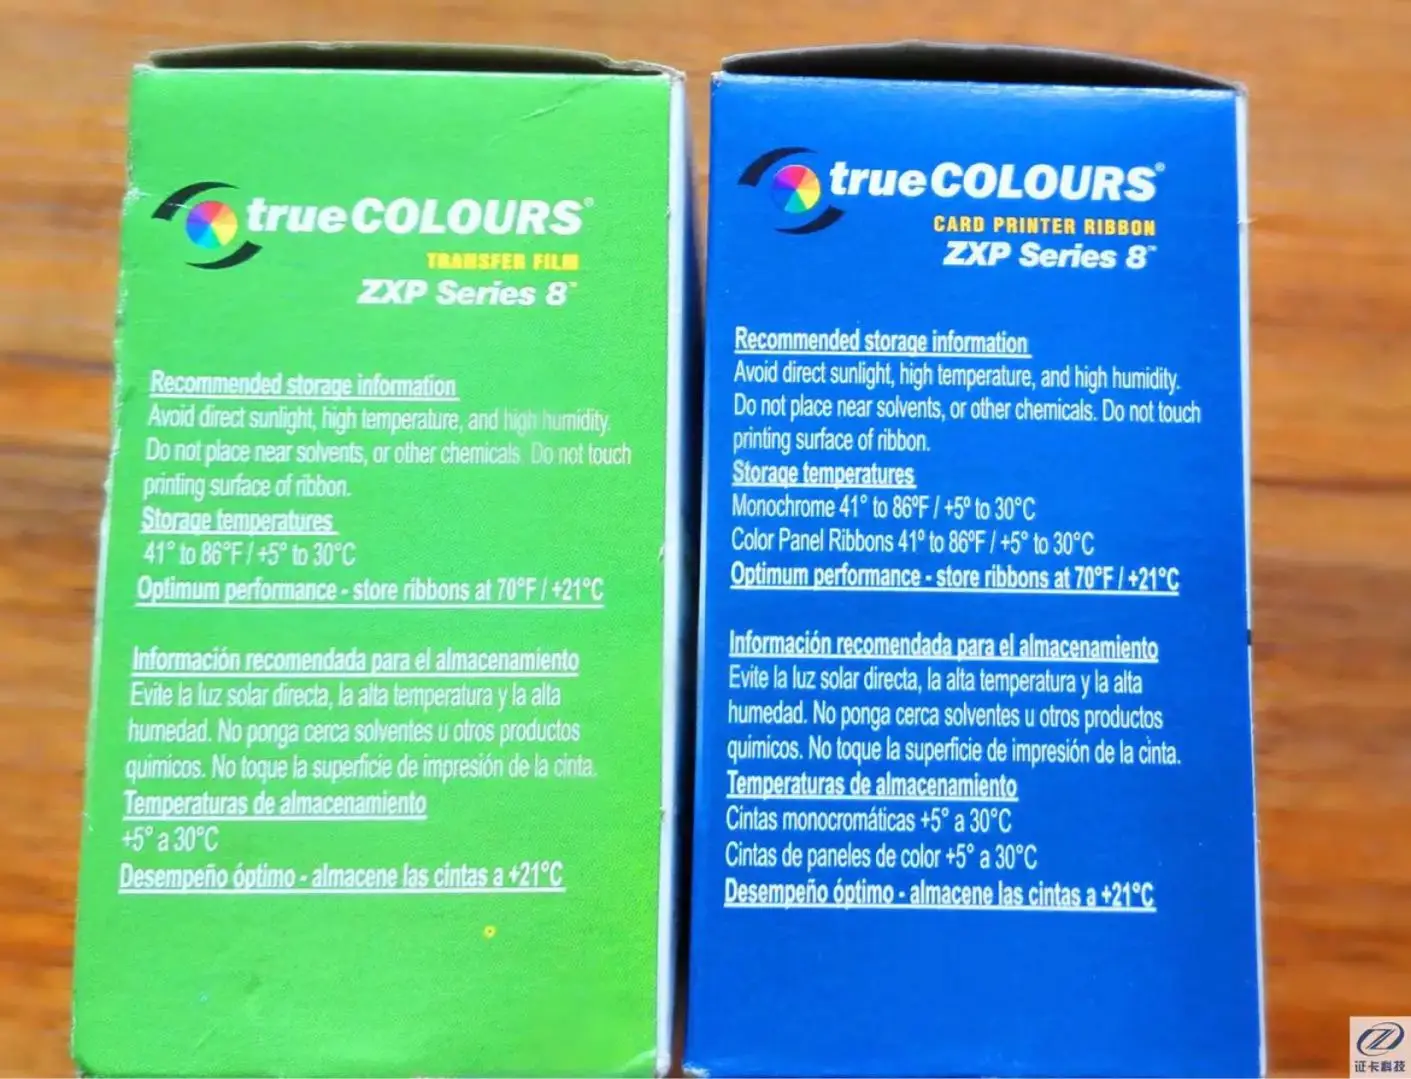 trueCOLOURS®
TRANSFER FILM
ZXP Series 8™
Recommended storage information
Avoid direct sunlight, high temperature, and high humidity.
Do not place near solvents, or other chemicals. Do not touch
printing surface of ribbon.
Storage temperatures
41° to 86°F / +5° to 30°C
Optimum performance - store ribbons at 70°F / +21°C
Información recomendada para el almacenamiento
Evite la luz solar directa, la alta temperatura y la alta
humedad. No ponga cerca solventes u otros productos
quimicos. No toque la superficie de impresión de la cinta.
Temperaturas de almacenamiento
+5° a 30°C
Desempeño óptimo - almacene las cintas a +21°C
trueCOLOURS®
CARD PRINTER RIBBON
ZXP Series 8™
Recommended storage information
Avoid direct sunlight, high temperature, and high humidity.
Do not place near solvents, or other chemicals. Do not touch
printing surface of ribbon.
Storage temperatures
Monochrome 41° to 86ºF / +5º to 30°C
Color Panel Ribbons 41º to 86ºF / +5° to 30°C
Optimum performance - store ribbons at 70°F / +21°C
Información recomendada para el almacenamiento
Evite la luz solar directa, la alta temperatura y la alta
humedad. No ponga cerca solventes u otros productos
quimicos. No toque la superficie de impresión de la cinta.
Temperaturas de almacenamiento
Cintas monocromáticas +5° a 30°C
Cintas de paneles de color +5° a 30°C
Desempeño óptimo - almacene las cintas a +21°C
证卡科技